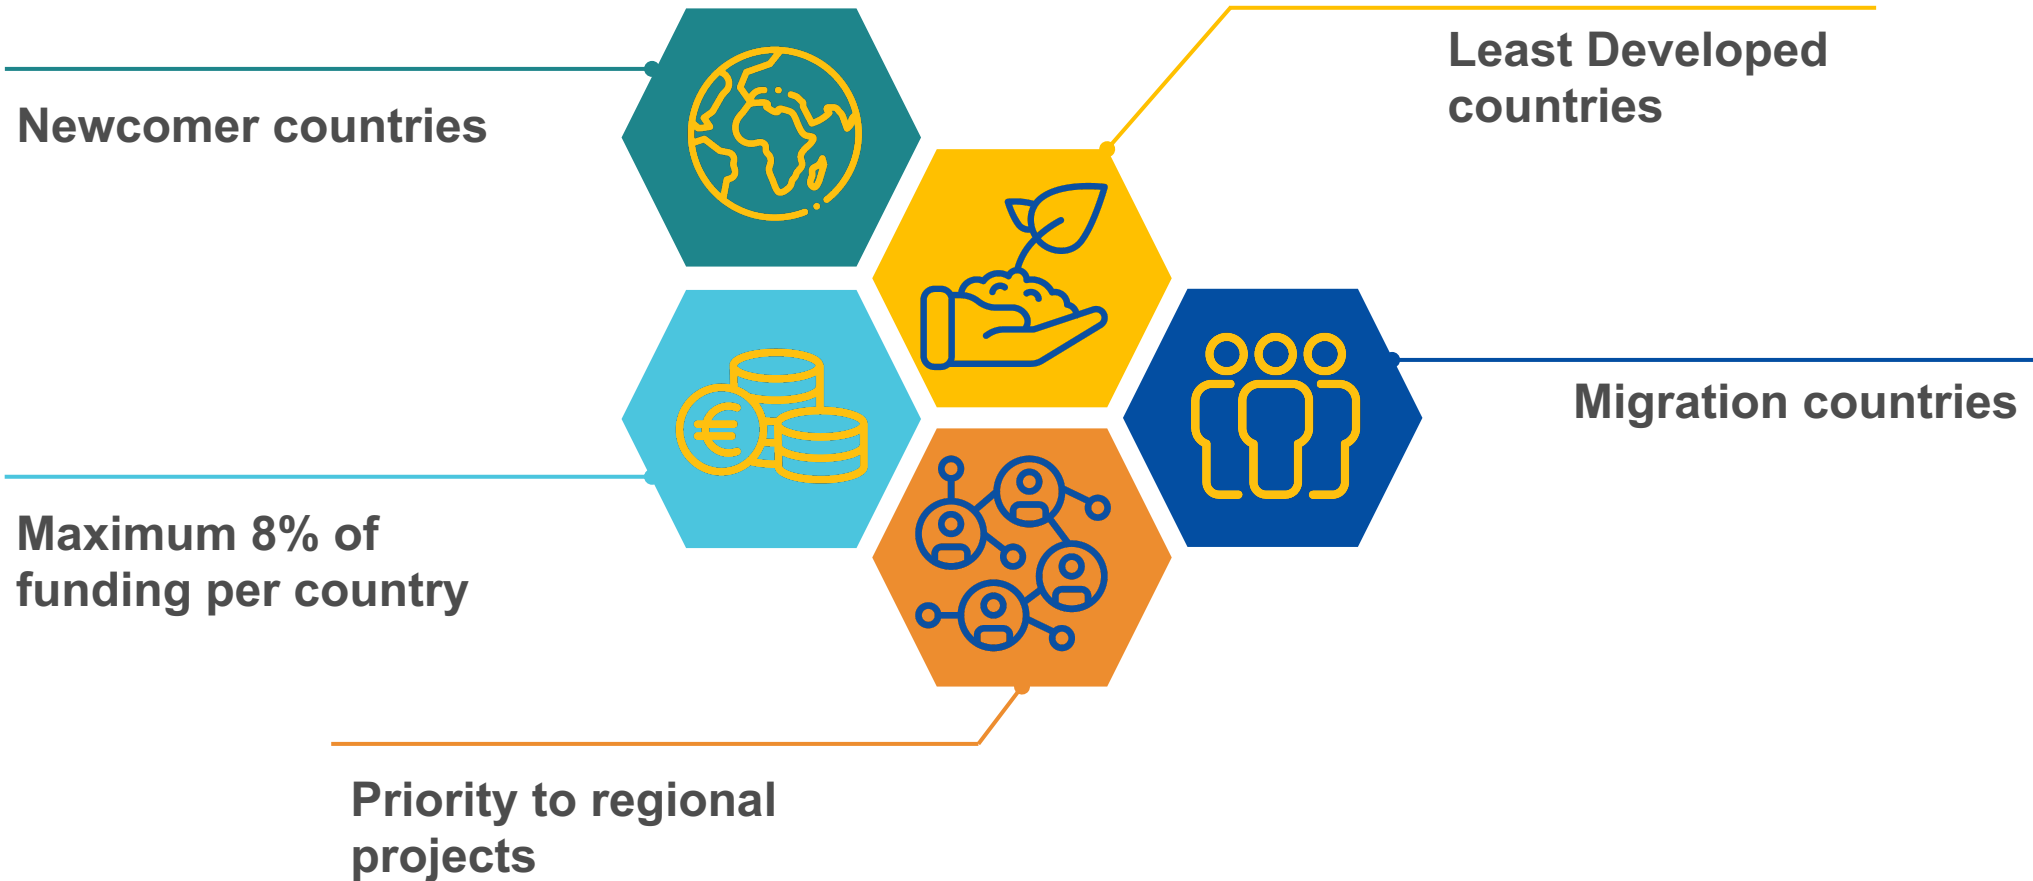 Newcomer countries
Least Developed
countries
Migration countries
Maximum 8% of
funding per country
Priority to regional
projects